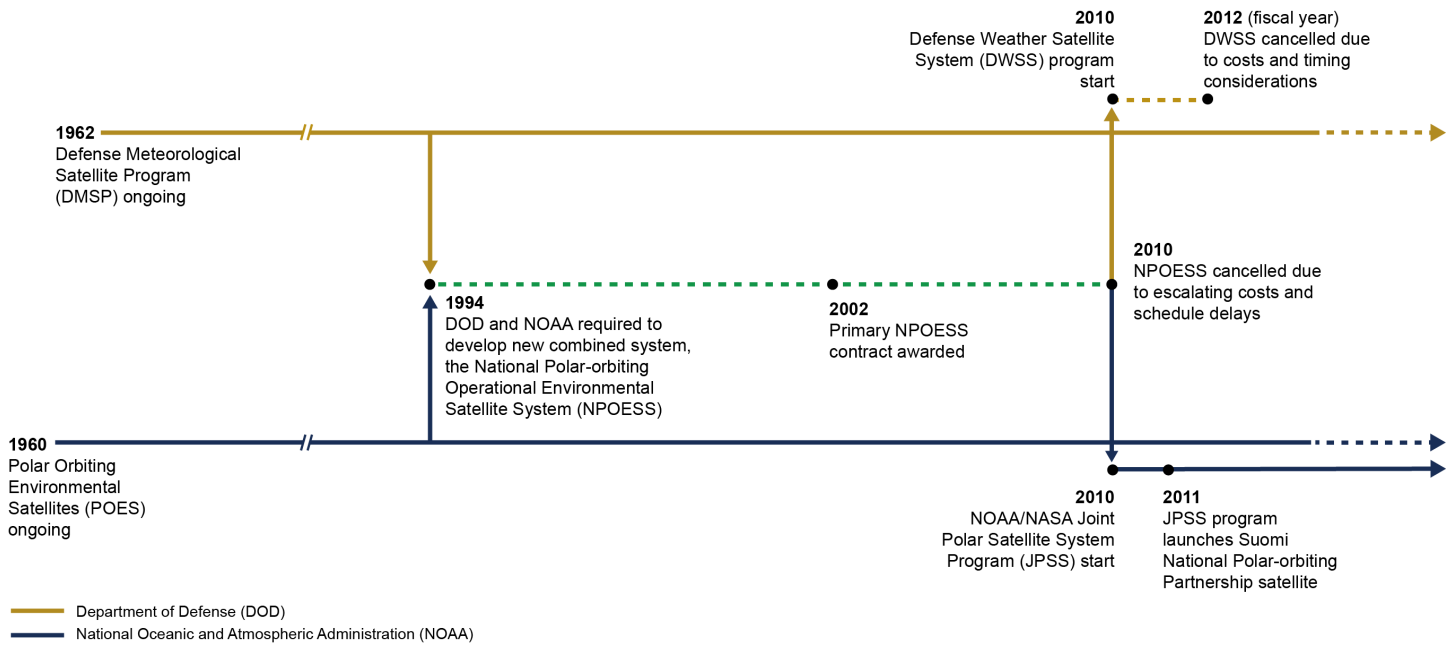 2010
Defense Weather Satellite
System (DWSS) program
start
2012 (fiscal year)
DWSS cancelled due
to costs and timing
considerations
1962
Defense Meteorological
Satellite Program
(DMSP) ongoing
2010
NPOESS cancelled due
to escalating costs and
schedule delays
1994
DOD and NOAA required to
develop new combined system,
the National Polar-orbiting
Operational Environmental
Satellite System (NPOESS)
2002
Primary NPOESS
contract awarded
1960
Polar Orbiting
Environmental
Satellites (POES)
ongoing
2010
NOAA/NASA Joint
Polar Satellite System
Program (JPSS) start
2011
JPSS program
launches Suomi
National Polar-orbiting
Partnership satellite
Department of Defense (DOD)
National Oceanic and Atmospheric Administration (NOAA)